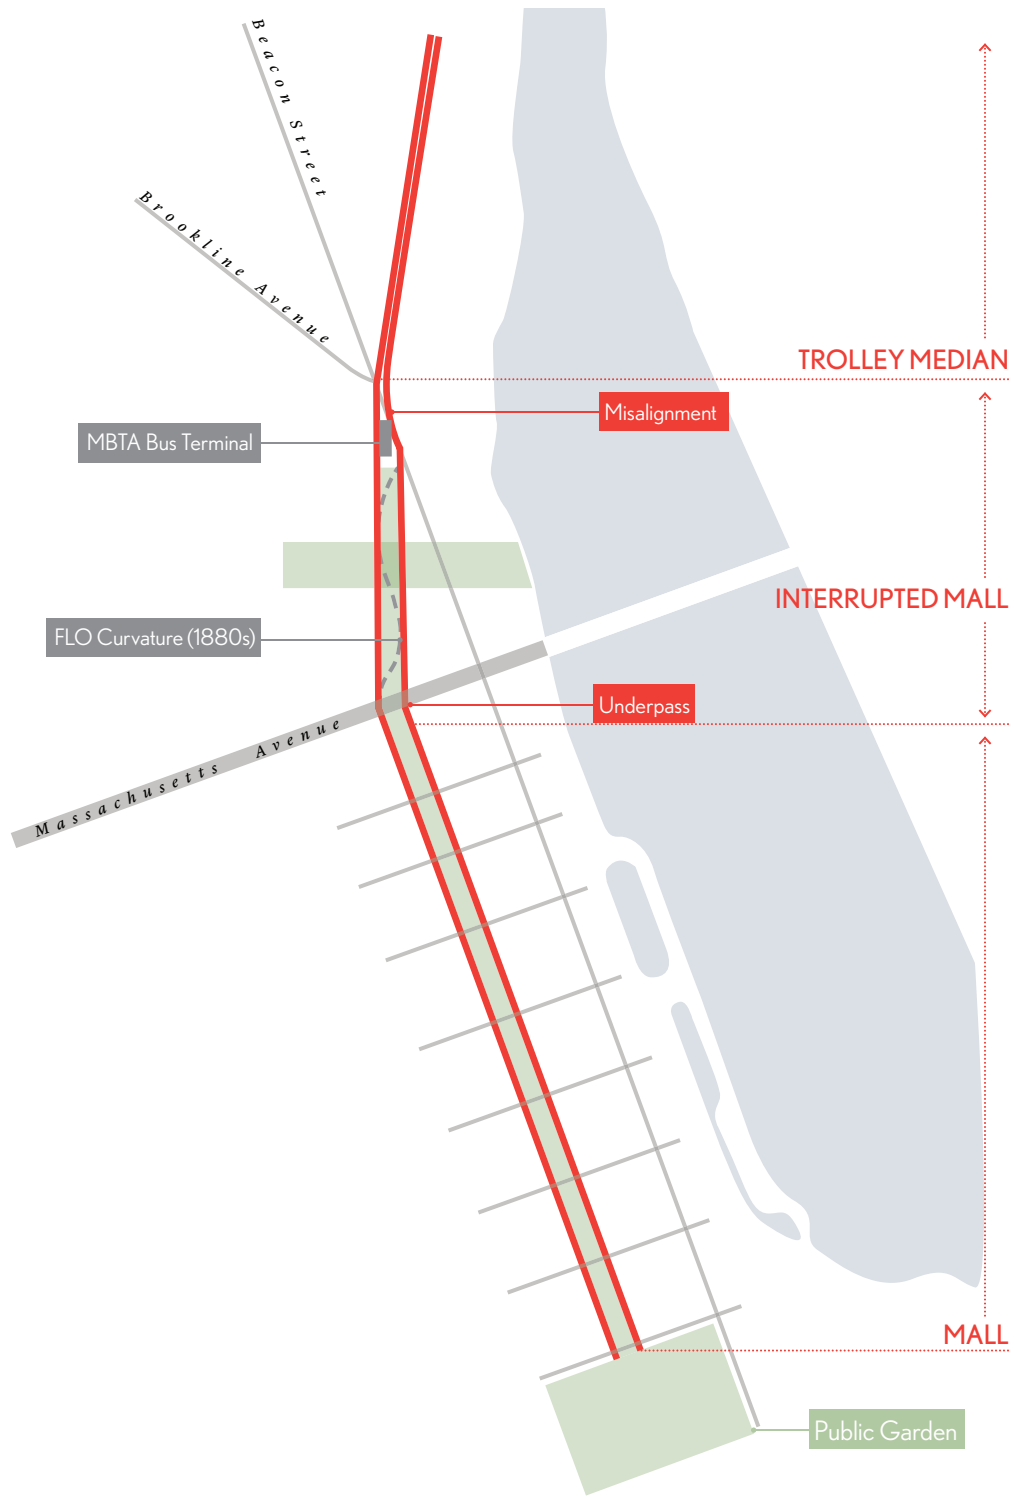 Beacon Street
Brookline Avenue
TROLLEY MEDIAN
Misalignment
MBTA Bus Terminal
INTERRUPTED MALL
FLO Curvature (1880s)
Underpass
Massachusetts Avenue
MALL
Public Garden